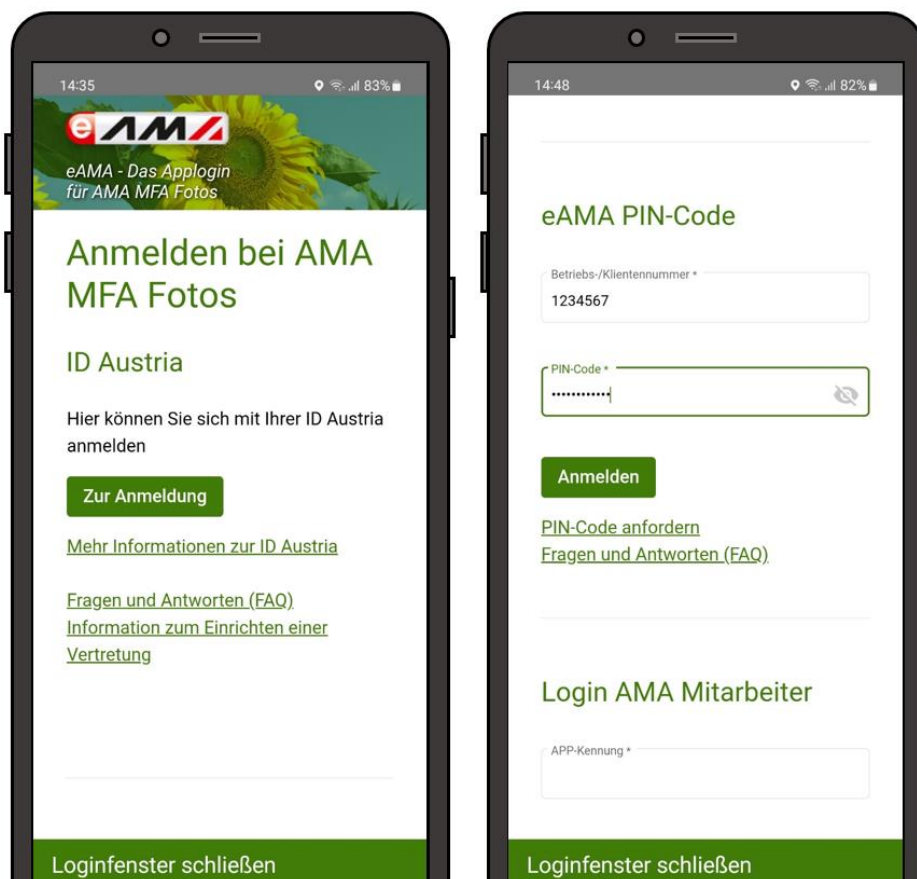 14:35
83%
eAMA
eAMA - Das Applogin
für AMA MFA Fotos
Anmelden bei AMA
MFA Fotos
ID Austria
Hier können Sie sich mit Ihrer ID Austria
anmelden
Zur Anmeldung
Mehr Informationen zur ID Austria
Fragen und Antworten (FAQ)
Information zum Einrichten einer
Vertretung
Loginfenster schließen
14:48
82%
eAMA PIN-Code
Betriebs-/Klientennummer *
1234567
PIN-Code *
••••••••••••
Anmelden
PIN-Code anfordern
Fragen und Antworten (FAQ)
Login AMA Mitarbeiter
APP-Kennung *
Loginfenster schließen